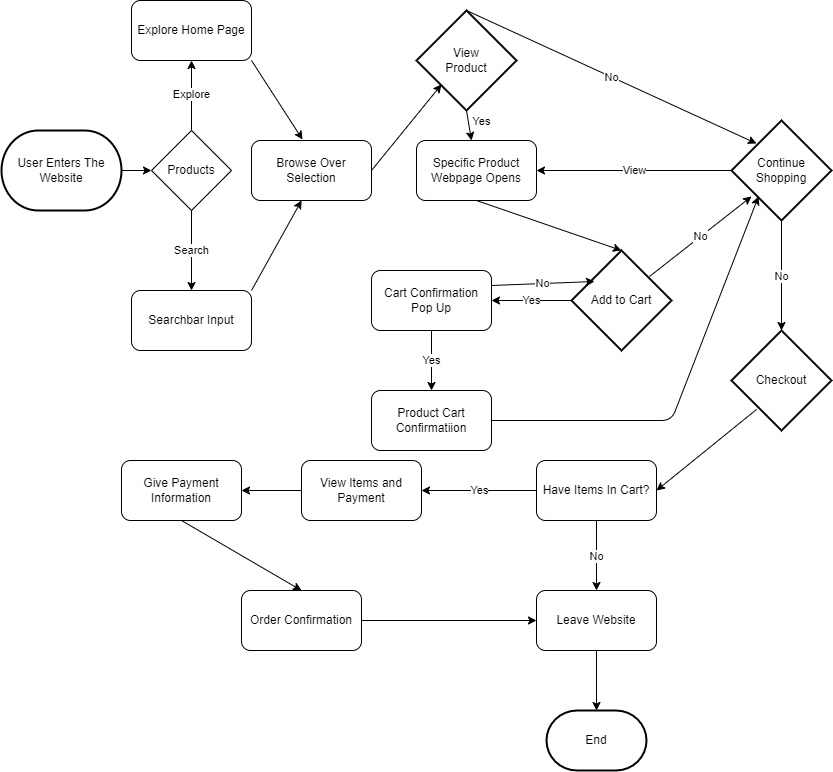 Explore Home Page
View
Product
No
Explore
Yes
User Enters The
Website
Products
Browse Over
Selection
Specific Product
Webpage Opens
View
Continue
Shopping
Search
No
No
Cart Confirmation
Pop Up
No
Yes
Add to Cart
Searchbar Input
Yes
Checkout
Product Cart
Confirmatiion
Give Payment
Information
View Items and
Payment
Yes
Have Items In Cart?
No
Order Confirmation
Leave Website
End